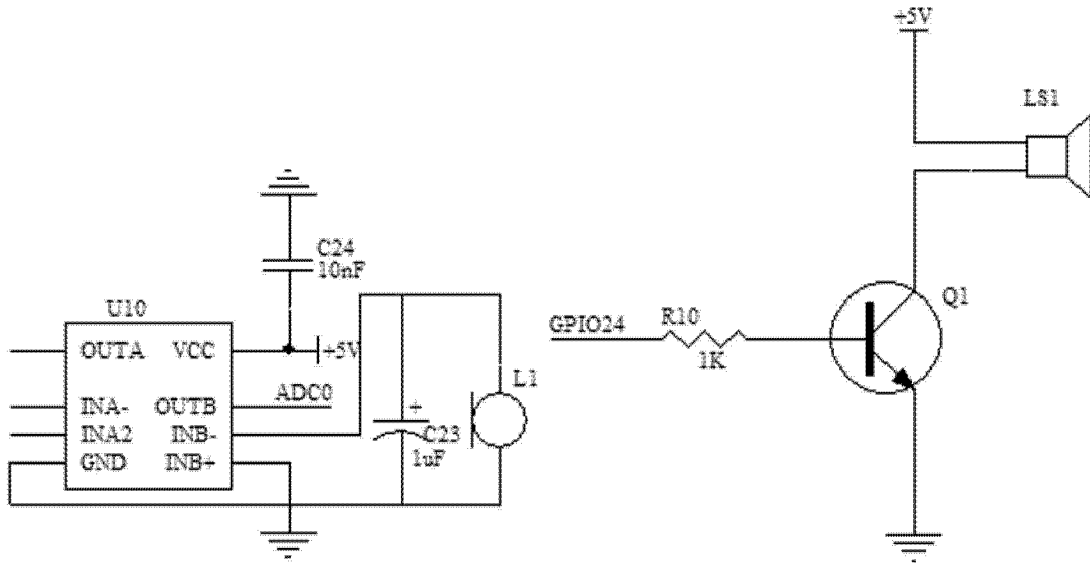 +5V
LS1
C24
10nF
U10
Q1
OUTA VCC
+5V
GPIO24
R10
1K
L1
ADC0
INA- OUTB
INA2 INB-
GND INB+
+
C23
1uF